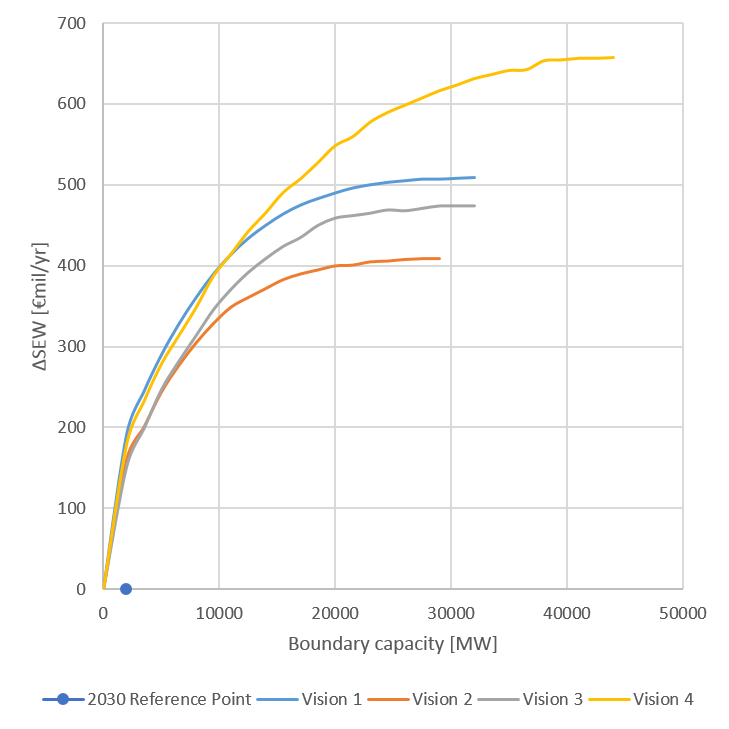 700
600
500
400
300
200
100
0
ΔSEW [€mil/yr]
0 10000 20000 30000 40000 50000
Boundary capacity [MW]
2030 Reference Point Vision 1 Vision 2 Vision 3 Vision 4